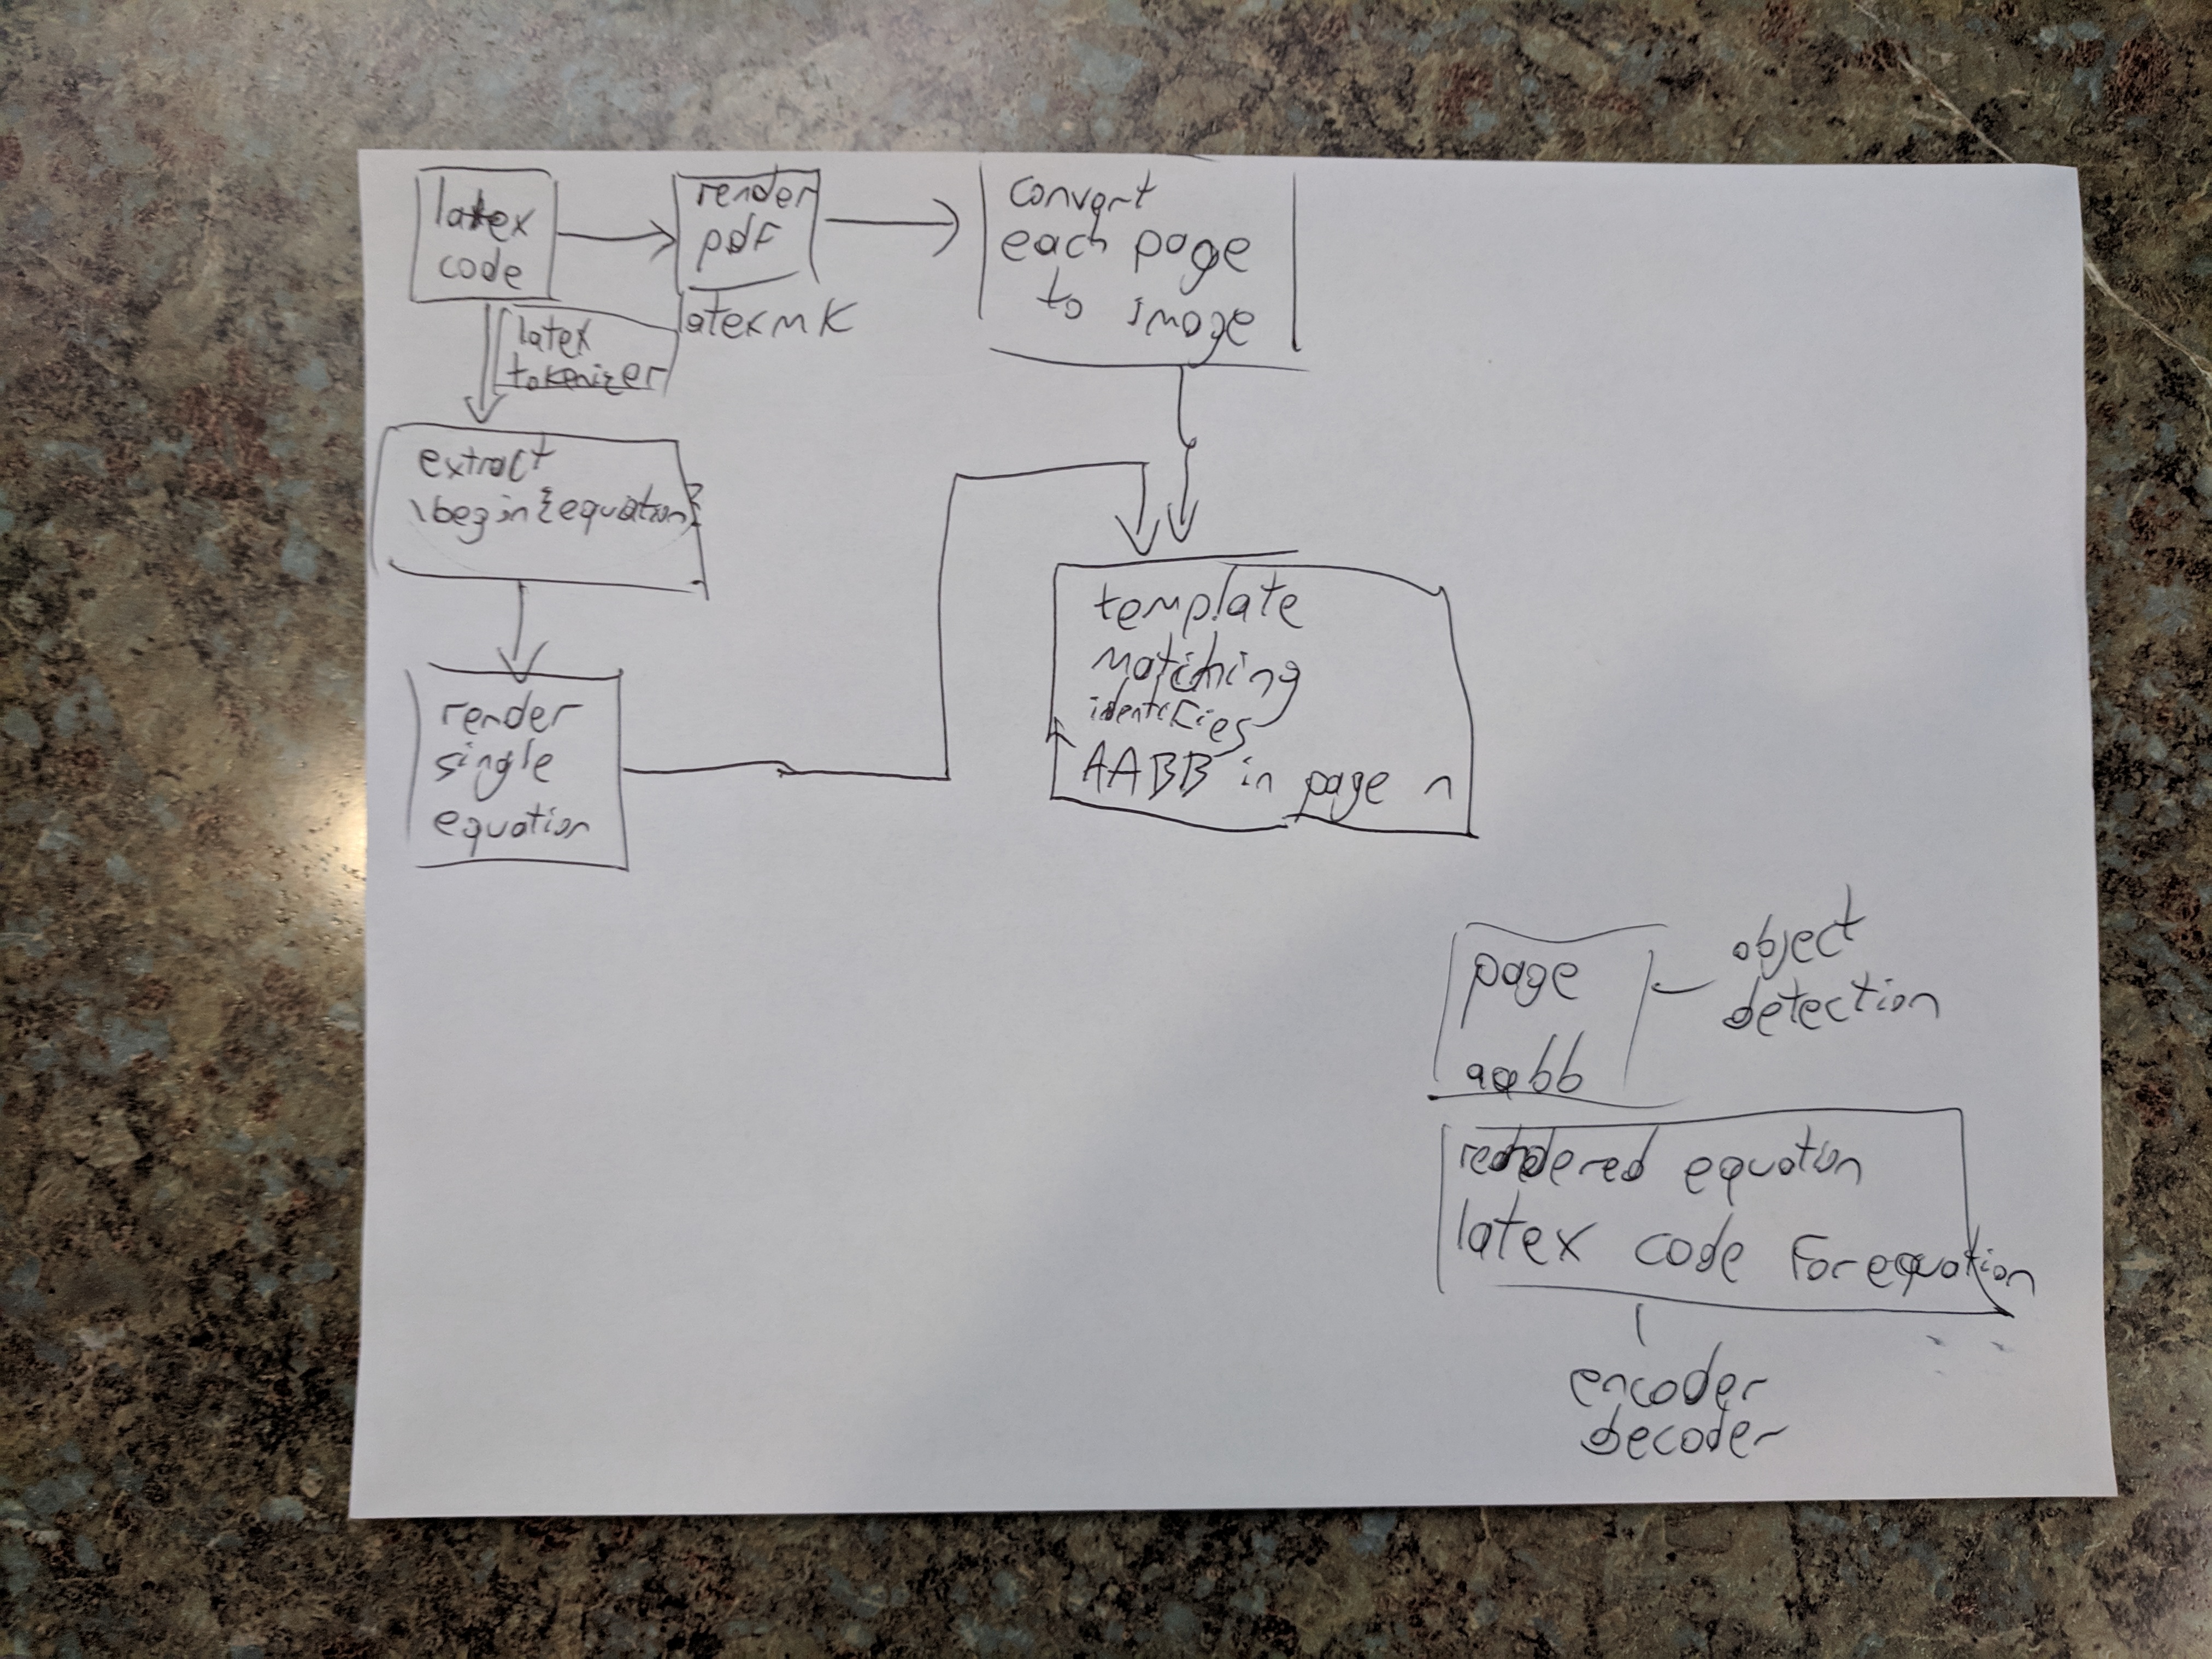 latex
code
render
pdf
latexmk
convert
each page
to image
latex
tokenizer
extract
\begin{equation}
render
single
equation
template
matching
identifies
AABB in page n
page
aabb
object
detection
rendered equation
latex code for equation
encoder
decoder